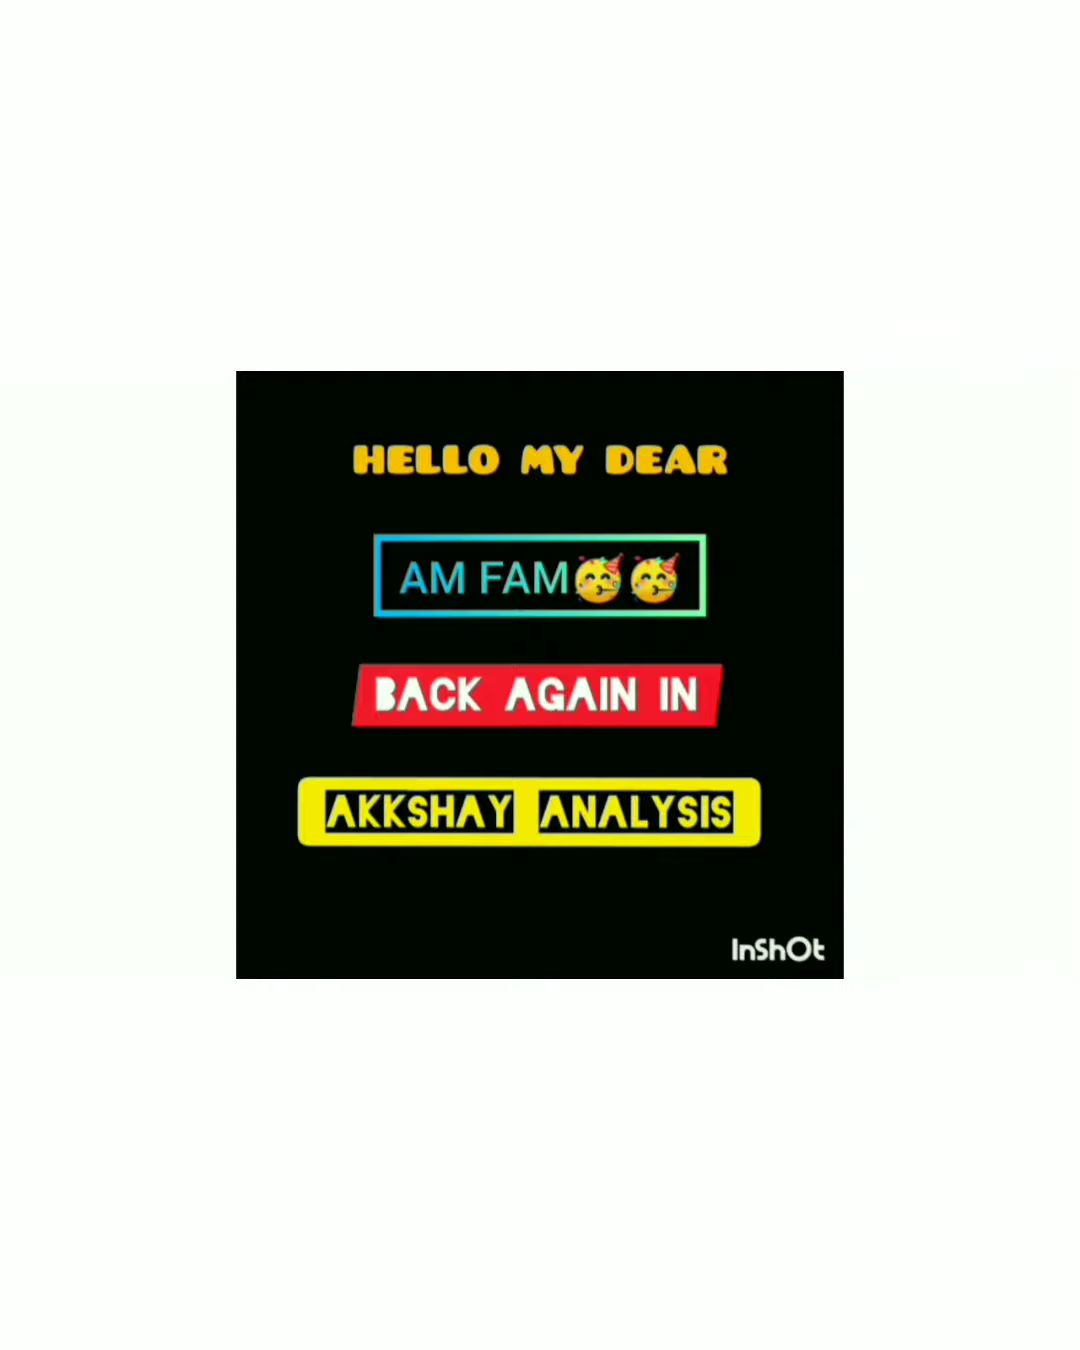 HELLO MY DEAR
AM FAM🥳🥳
BACK AGAIN IN
AKKSHAY ANALYSIS
InShOt